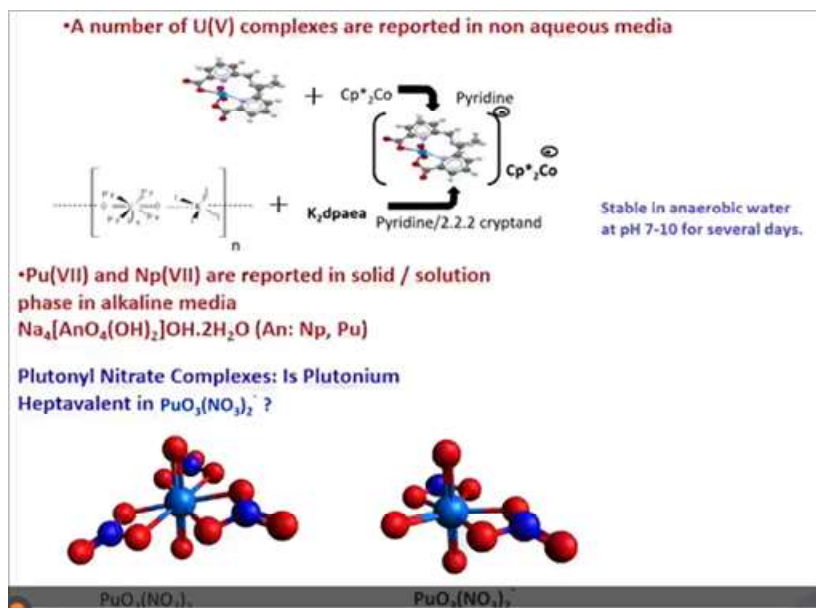 •A number of U(V) complexes are reported in non aqueous media
+ Cp*₂Co Pyridine
Cp*₂Co
+ K₂dpaea
n
Pyridine/2.2.2 cryptand
Stable in anaerobic water
at pH 7-10 for several days.
•Pu(VII) and Np(VII) are reported in solid / solution
phase in alkaline media
Na₄[AnO₄(OH)₂]OH.2H₂O (An: Np, Pu)
Plutonyl Nitrate Complexes: Is Plutonium
Heptavalent in PuO₃(NO₃)₂⁻ ?
PuO₃(NO₃)₂⁻